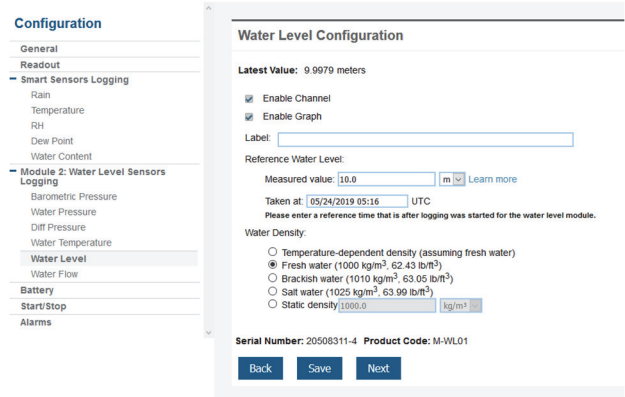 Configuration
General
Readout
Smart Sensors Logging
Rain
Temperature
RH
Dew Point
Water Content
Module 2: Water Level Sensors
Logging
Barometric Pressure
Water Pressure
Diff Pressure
Water Temperature
Water Level
Water Flow
Battery
Start/Stop
Alarms
Water Level Configuration
Latest Value: 9.9979 meters
Enable Channel
Enable Graph
Label:
Reference Water Level:
Measured value: 10.0 m Learn more
Taken at: 05/24/2019 05:16 UTC
Please enter a reference time that is after logging was started for the water level module.
Water Density:
Temperature-dependent density (assuming fresh water)
Fresh water (1000 kg/m³, 62.43 lb/ft³)
Brackish water (1010 kg/m³, 63.05 lb/ft³)
Salt water (1025 kg/m³, 63.99 lb/ft³)
Static density 1000.0 kg/m³
Serial Number: 20508311-4 Product Code: M-WL01
Back Save Next